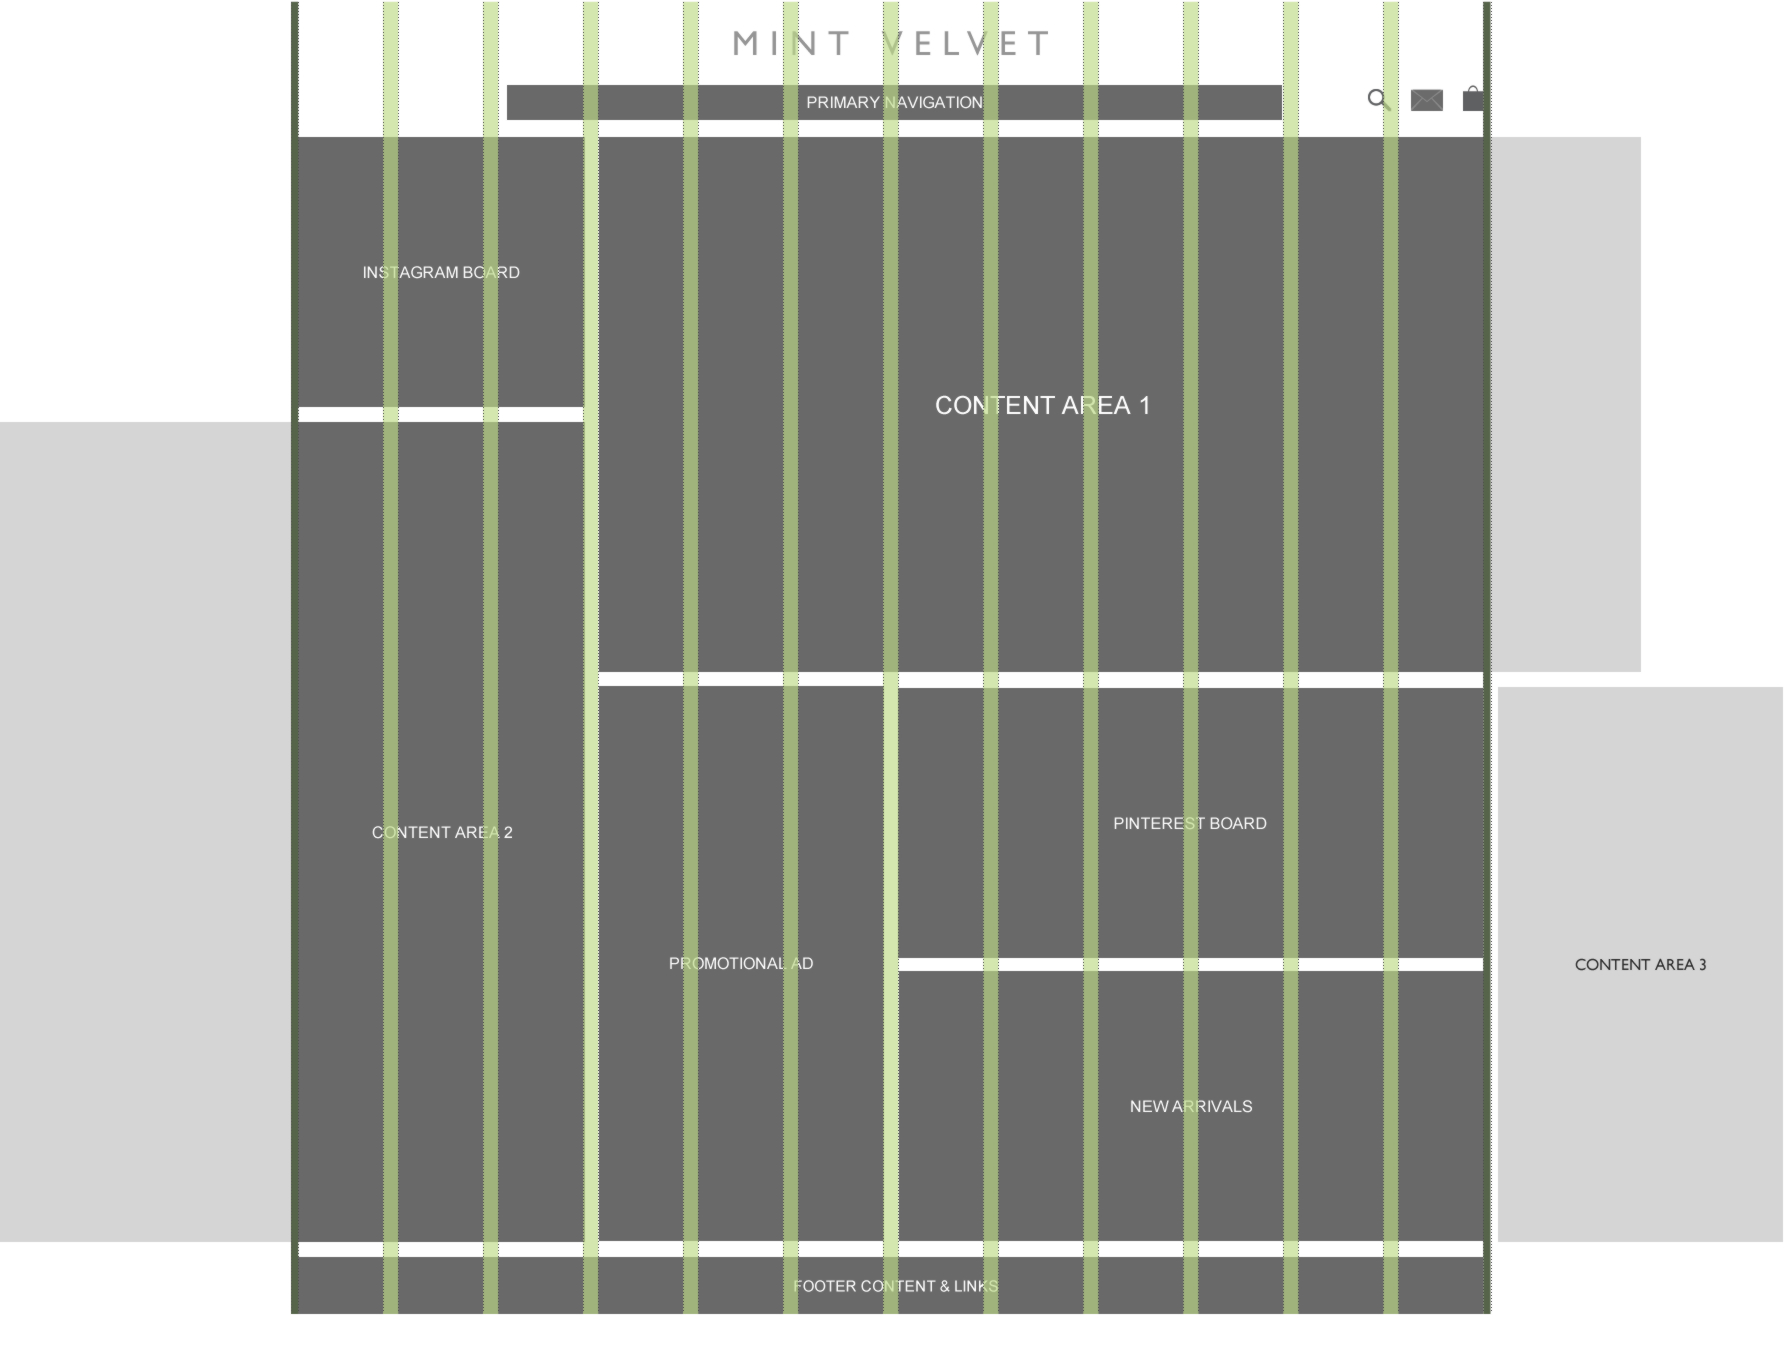 MINT VELVET
PRIMARY NAVIGATION
INSTAGRAM BOARD
CONTENT AREA 1
CONTENT AREA 2
PINTEREST BOARD
PROMOTIONAL AD
CONTENT AREA 3
NEW ARRIVALS
FOOTER CONTENT & LINKS